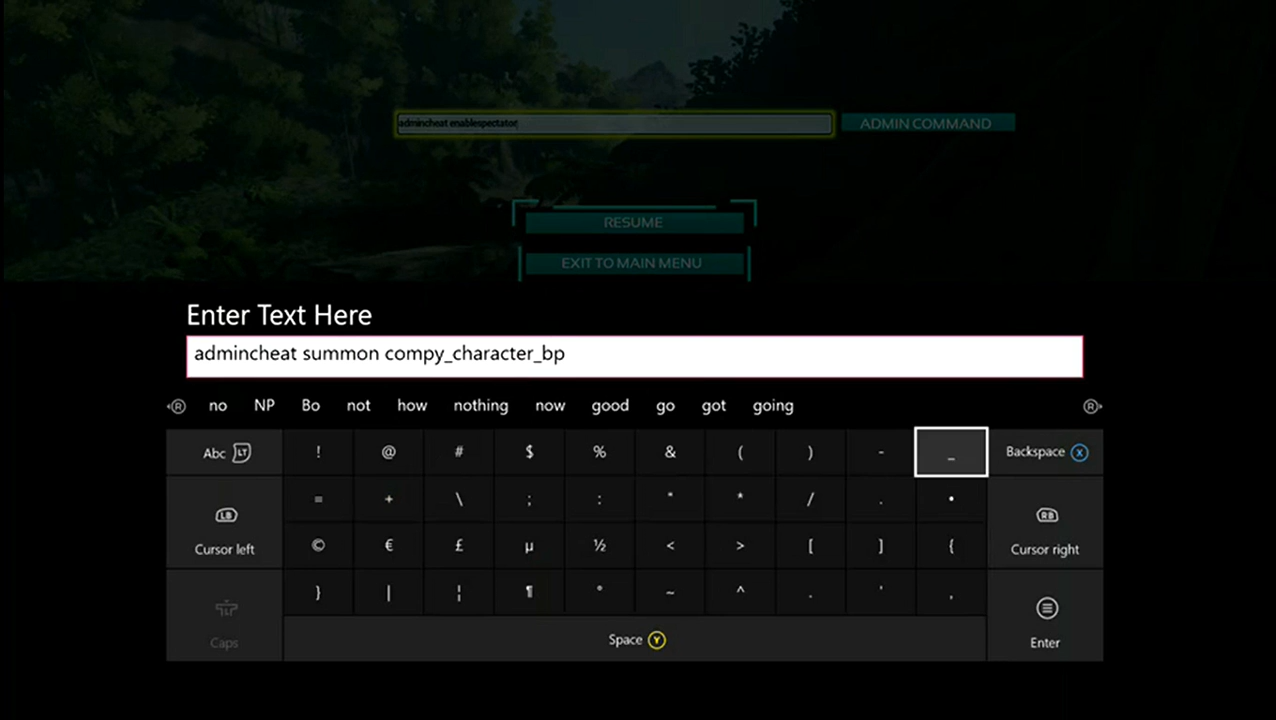 admincheat enablespectator
ADMIN COMMAND
RESUME
EXIT TO MAIN MENU
Enter Text Here
admincheat summon compy_character_bp
R no NP Bo not how nothing now good go got going R
Abc LT ! @ # $ % & ( ) - _ Backspace X
= + \ ; : " * / . •
LB RB
Cursor left Cursor right
© € £ µ ½ < > [ ] {
} | ¦ ¶ ° ~ ^ . ' ,
Caps Space Y Enter